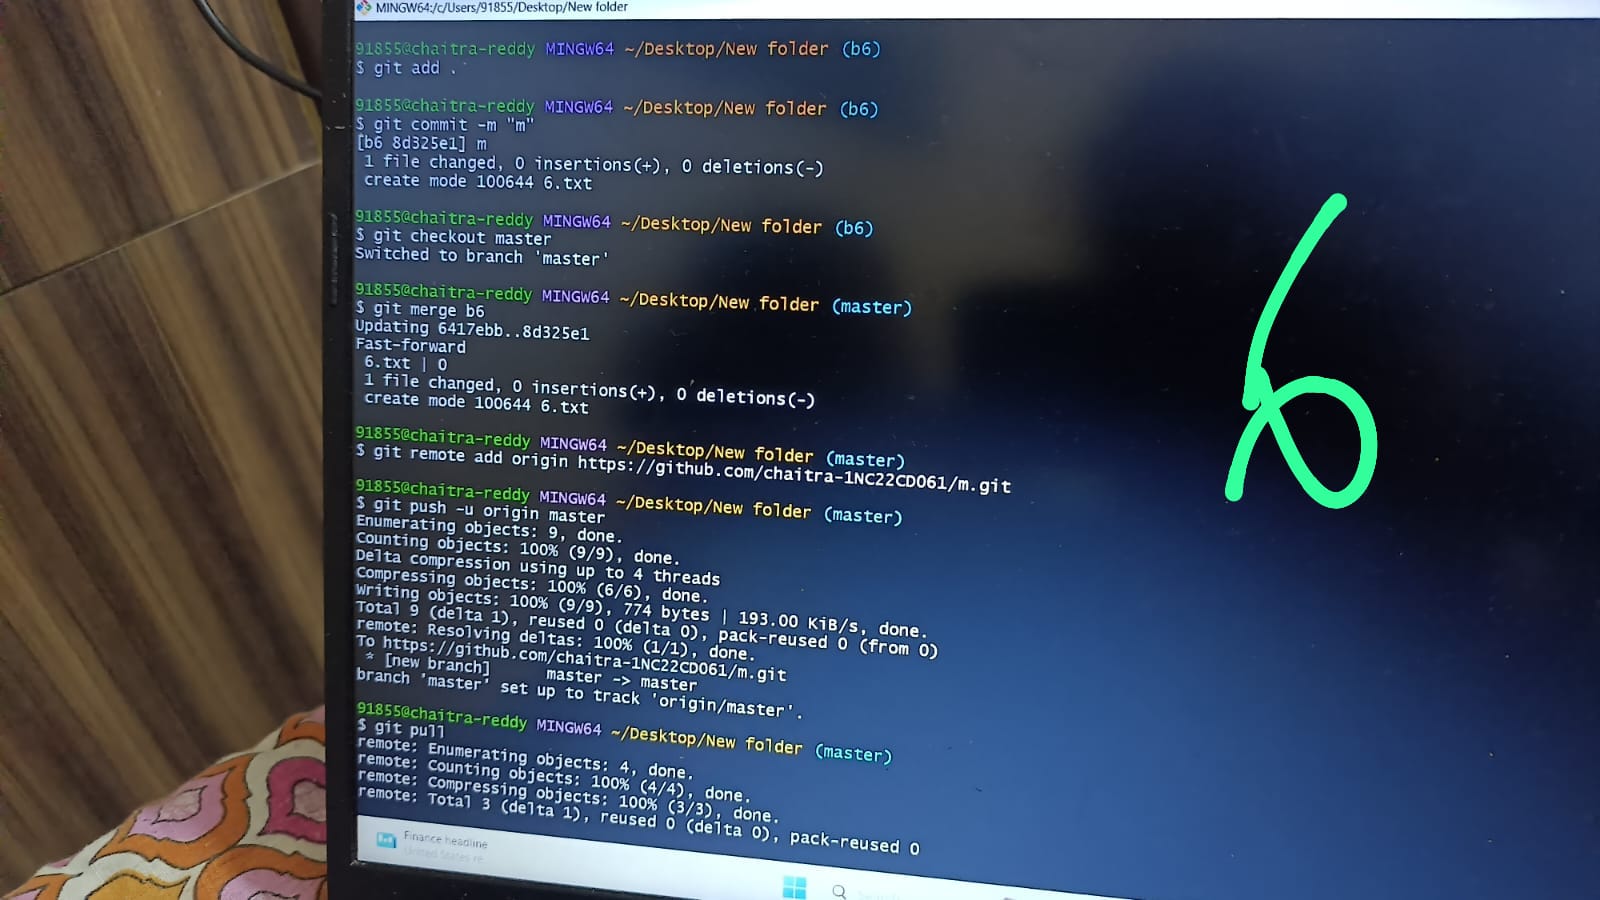 MINGW64:/c/Users/91855/Desktop/New folder
91855@chaitra-reddy MINGW64 ~/Desktop/New folder (b6)
$ git add .
91855@chaitra-reddy MINGW64 ~/Desktop/New folder (b6)
$ git commit -m "m"
[b6 8d325e1] m
1 file changed, 0 insertions(+), 0 deletions(-)
create mode 100644 6.txt
91855@chaitra-reddy MINGW64 ~/Desktop/New folder (b6)
$ git checkout master
Switched to branch 'master'
91855@chaitra-reddy MINGW64 ~/Desktop/New folder (master)
$ git merge b6
Updating 6417ebb..8d325e1
Fast-forward
6.txt | 0
1 file changed, 0 insertions(+), 0 deletions(-)
create mode 100644 6.txt
91855@chaitra-reddy MINGW64 ~/Desktop/New folder (master)
$ git remote add origin https://github.com/chaitra-1NC22CD061/m.git
91855@chaitra-reddy MINGW64 ~/Desktop/New folder (master)
$ git push -u origin master
Enumerating objects: 9, done.
Counting objects: 100% (9/9), done.
Delta compression using up to 4 threads
Compressing objects: 100% (6/6), done.
Writing objects: 100% (9/9), 774 bytes | 193.00 KiB/s, done.
Total 9 (delta 1), reused 0 (delta 0), pack-reused 0 (from 0)
remote: Resolving deltas: 100% (1/1), done.
To https://github.com/chaitra-1NC22CD061/m.git
* [new branch] master -> master
branch 'master' set up to track 'origin/master'.
91855@chaitra-reddy MINGW64 ~/Desktop/New folder (master)
$ git pull
remote: Enumerating objects: 4, done.
remote: Counting objects: 100% (4/4), done.
remote: Compressing objects: 100% (3/3), done.
remote: Total 3 (delta 1), reused 0 (delta 0), pack-reused 0
6
Finance headline
United States re